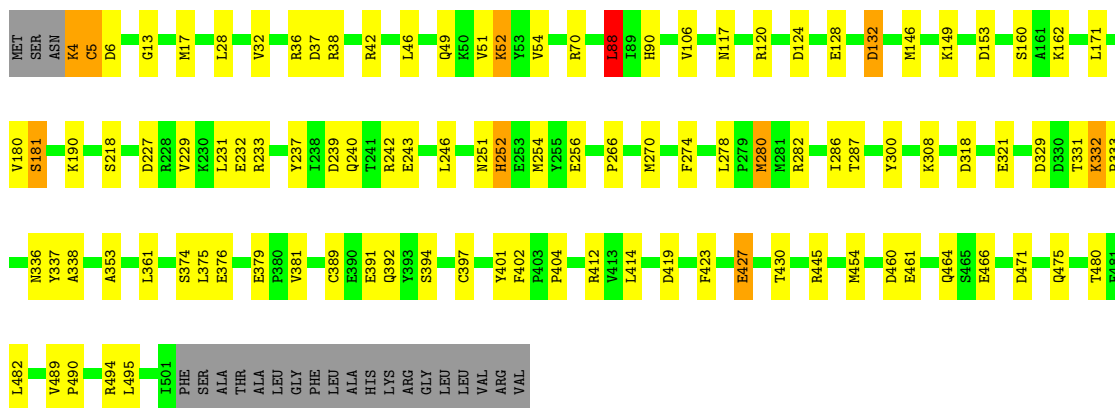 MET SER ASN K4 C5 D6 G13 M17 L28 V32 R36 D37 R38 R42 L46 Q49 K50 V51 K52 Y53 V54 R70 L88 I89 H90 V106 N117 R120 D124 E128 D132 M146 K149 D153 S160 A161 K162 L171
V180 S181 K190 S218 D227 R228 V229 K230 L231 E232 R233 Y237 I238 D239 Q240 T241 R242 E243 L246 N251 H252 E253 M254 Y255 E256 P266 M270 F274 L278 P279 M280 M281 R282 I286 T287 Y300 K308 D318 E321 D329 D330 T331 K332
N336 Y337 A338 A353 L361 S374 L375 E376 E379 P380 V381 C389 E390 E391 Q392 Y393 S394 C397 Y401 F402 P403 P404 R412 V413 L414 D419 F423 E427 T430 R445 M454 D460 E461 Q464 S465 E466 D471 Q475 T480
L482 V489 P490 R494 L495 I501 PHE SER ALA THR ALA LEU GLY PHE LEU ALA HIS LYS ARG GLY LEU LEU VAL ARG VAL